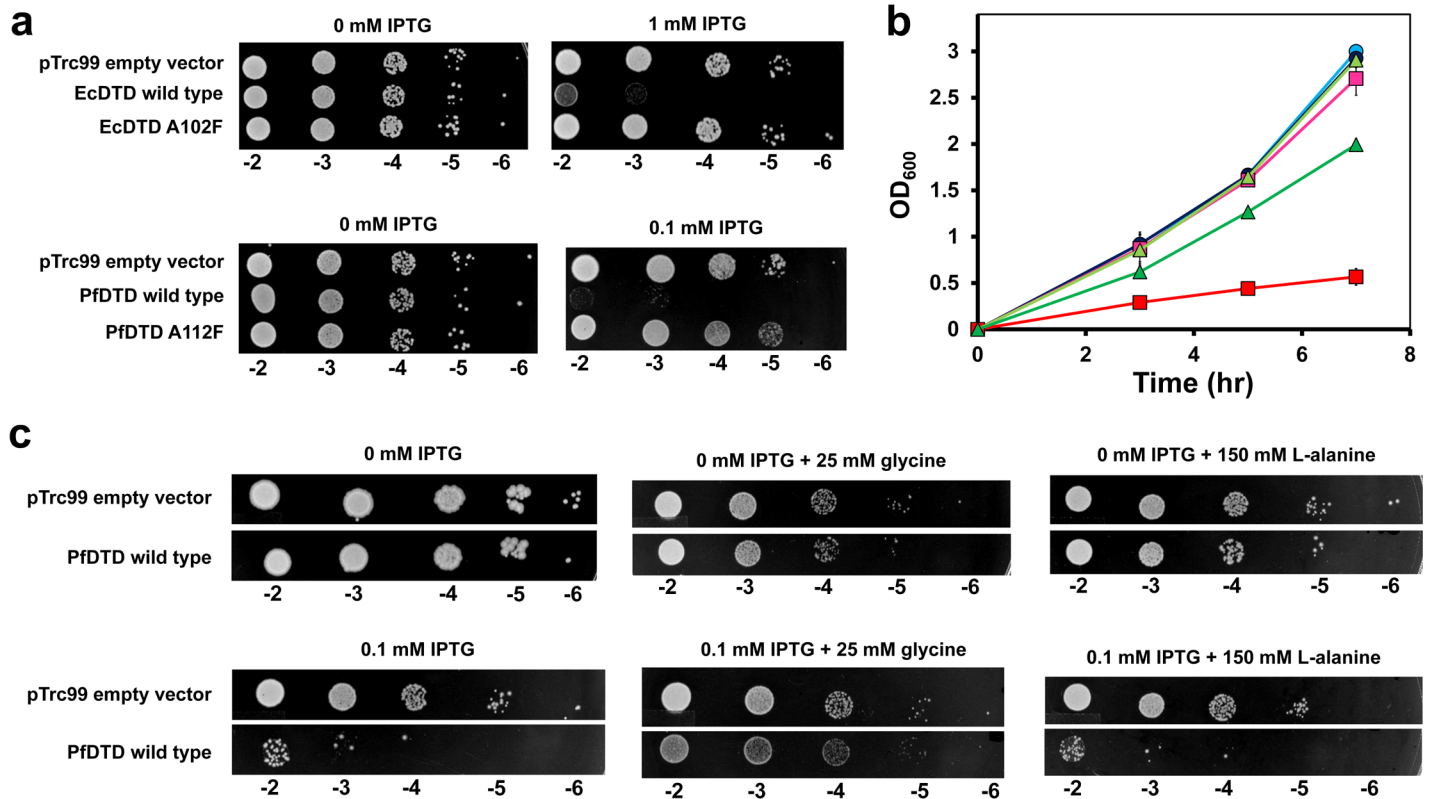 a
0 mM IPTG
1 mM IPTG
pTrc99 empty vector
EcDTD wild type
EcDTD A102F
-2 -3 -4 -5 -6
-2 -3 -4 -5 -6
0 mM IPTG
0.1 mM IPTG
pTrc99 empty vector
PfDTD wild type
PfDTD A112F
-2 -3 -4 -5 -6
-2 -3 -4 -5 -6
b
3
2.5
2
1.5
1
0.5
0
OD600
0 2 4 6 8
Time (hr)
c
0 mM IPTG
0 mM IPTG + 25 mM glycine
0 mM IPTG + 150 mM L-alanine
pTrc99 empty vector
PfDTD wild type
-2 -3 -4 -5 -6
-2 -3 -4 -5 -6
-2 -3 -4 -5 -6
0.1 mM IPTG
0.1 mM IPTG + 25 mM glycine
0.1 mM IPTG + 150 mM L-alanine
pTrc99 empty vector
PfDTD wild type
-2 -3 -4 -5 -6
-2 -3 -4 -5 -6
-2 -3 -4 -5 -6